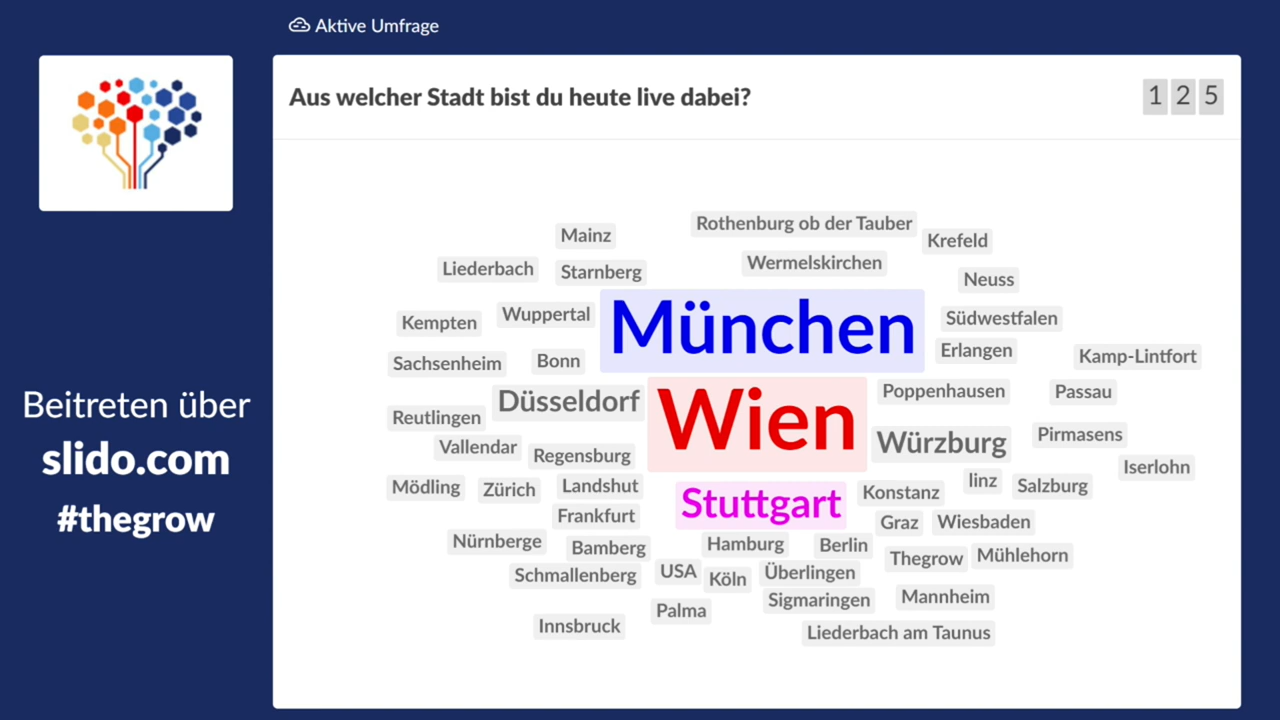 Aktive Umfrage
Aus welcher Stadt bist du heute live dabei?
1 2 5
Beitreten über
slido.com
#thegrow
Rothenburg ob der Tauber
Mainz
Krefeld
Wermelskirchen
Liederbach
Starnberg
Neuss
Wuppertal
München
Südwestfalen
Kempten
Erlangen
Kamp-Lintfort
Sachsenheim
Bonn
Poppenhausen
Passau
Düsseldorf
Wien
Reutlingen
Würzburg
Pirmasens
Vallendar
Regensburg
Iserlohn
Mödling
Zürich
Landshut
Stuttgart
Konstanz
linz
Salzburg
Frankfurt
Graz
Wiesbaden
Nürnberge
Bamberg
Hamburg
Berlin
Thegrow
Mühlehorn
Schmallenberg
USA
Köln
Überlingen
Sigmaringen
Mannheim
Palma
Innsbruck
Liederbach am Taunus